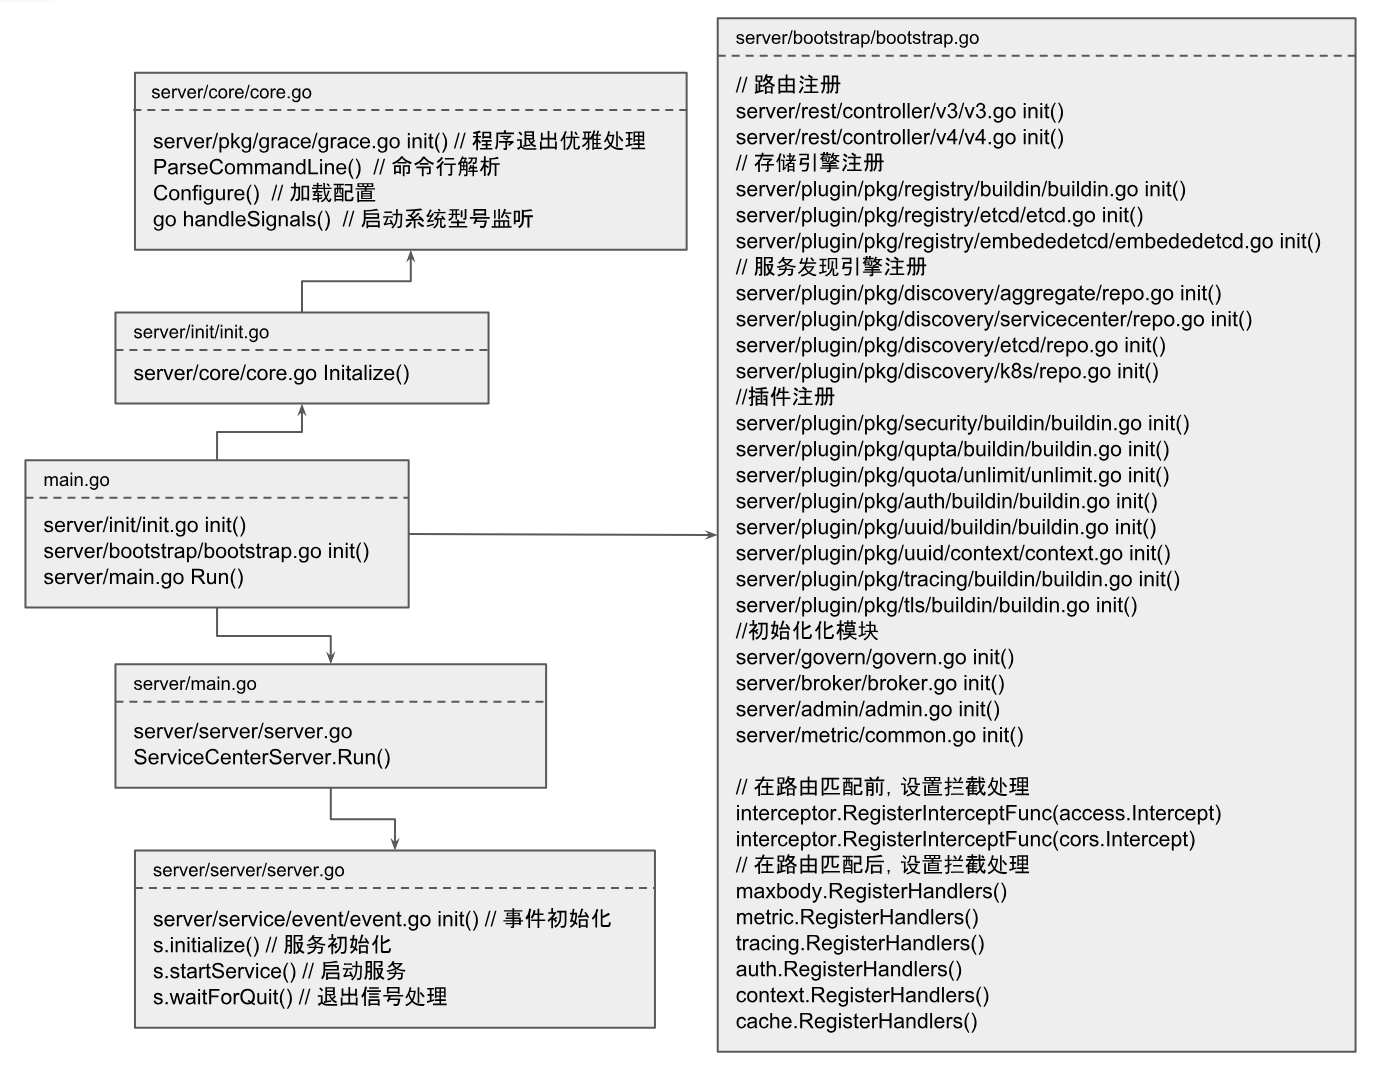 server/core/core.go
server/pkg/grace/grace.go init() // 程序退出优雅处理
ParseCommandLine()  // 命令行解析
Configure()  // 加载配置
go handleSignals()  // 启动系统型号监听
server/init/init.go
server/core/core.go Initalize()
main.go
server/init/init.go init()
server/bootstrap/bootstrap.go init()
server/main.go Run()
server/main.go
server/server/server.go
ServiceCenterServer.Run()
server/server/server.go
server/service/event/event.go init() // 事件初始化
s.initialize() // 服务初始化
s.startService() // 启动服务
s.waitForQuit() // 退出信号处理
server/bootstrap/bootstrap.go
// 路由注册
server/rest/controller/v3/v3.go init()
server/rest/controller/v4/v4.go init()
// 存储引擎注册
server/plugin/pkg/registry/buildin/buildin.go init()
server/plugin/pkg/registry/etcd/etcd.go init()
server/plugin/pkg/registry/embededetcd/embededetcd.go init()
// 服务发现引擎注册
server/plugin/pkg/discovery/aggregate/repo.go init()
server/plugin/pkg/discovery/servicecenter/repo.go init()
server/plugin/pkg/discovery/etcd/repo.go init()
server/plugin/pkg/discovery/k8s/repo.go init()
//插件注册
server/plugin/pkg/security/buildin/buildin.go init()
server/plugin/pkg/qupta/buildin/buildin.go init()
server/plugin/pkg/quota/unlimit/unlimit.go init()
server/plugin/pkg/auth/buildin/buildin.go init()
server/plugin/pkg/uuid/buildin/buildin.go init()
server/plugin/pkg/uuid/context/context.go init()
server/plugin/pkg/tracing/buildin/buildin.go init()
server/plugin/pkg/tls/buildin/buildin.go init()
//初始化化模块
server/govern/govern.go init()
server/broker/broker.go init()
server/admin/admin.go init()
server/metric/common.go init()
// 在路由匹配前, 设置拦截处理
interceptor.RegisterInterceptFunc(access.Intercept)
interceptor.RegisterInterceptFunc(cors.Intercept)
// 在路由匹配后, 设置拦截处理
maxbody.RegisterHandlers()
metric.RegisterHandlers()
tracing.RegisterHandlers()
auth.RegisterHandlers()
context.RegisterHandlers()
cache.RegisterHandlers()